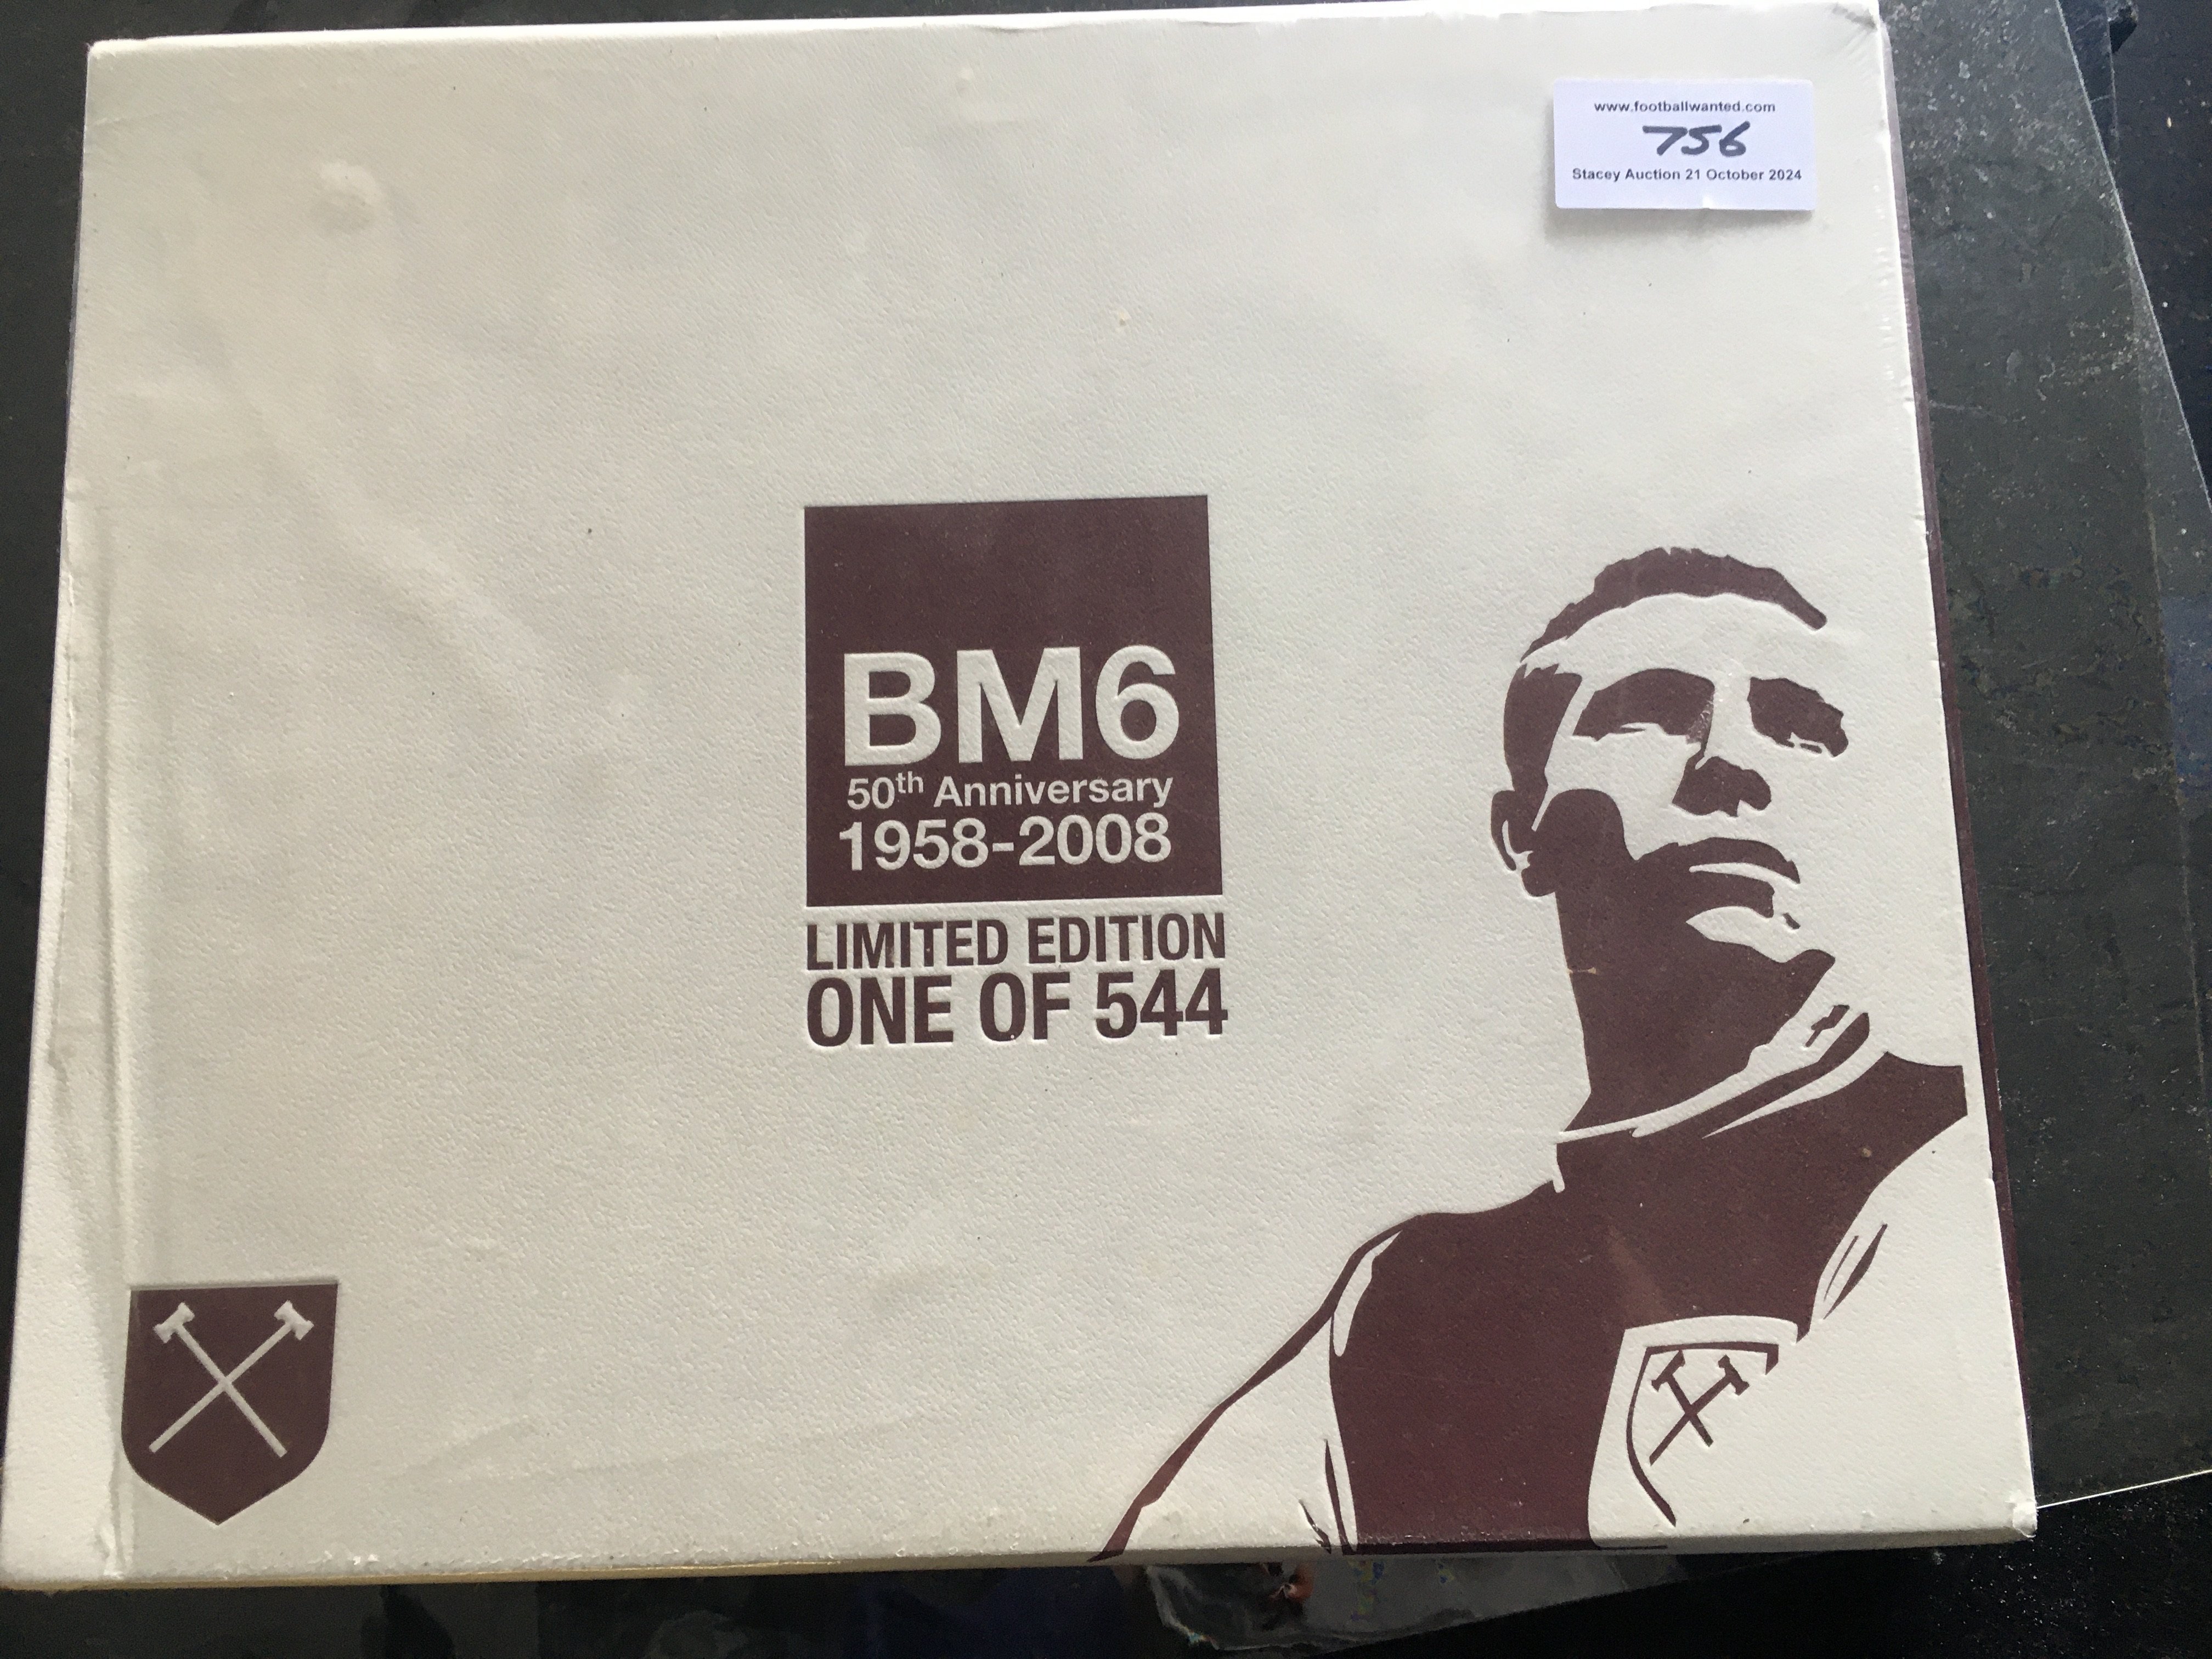 www.footballwanted.com
756
Stacey Auction 21 October 2024
BM6
50th Anniversary
1958-2008
LIMITED EDITION
ONE OF 544